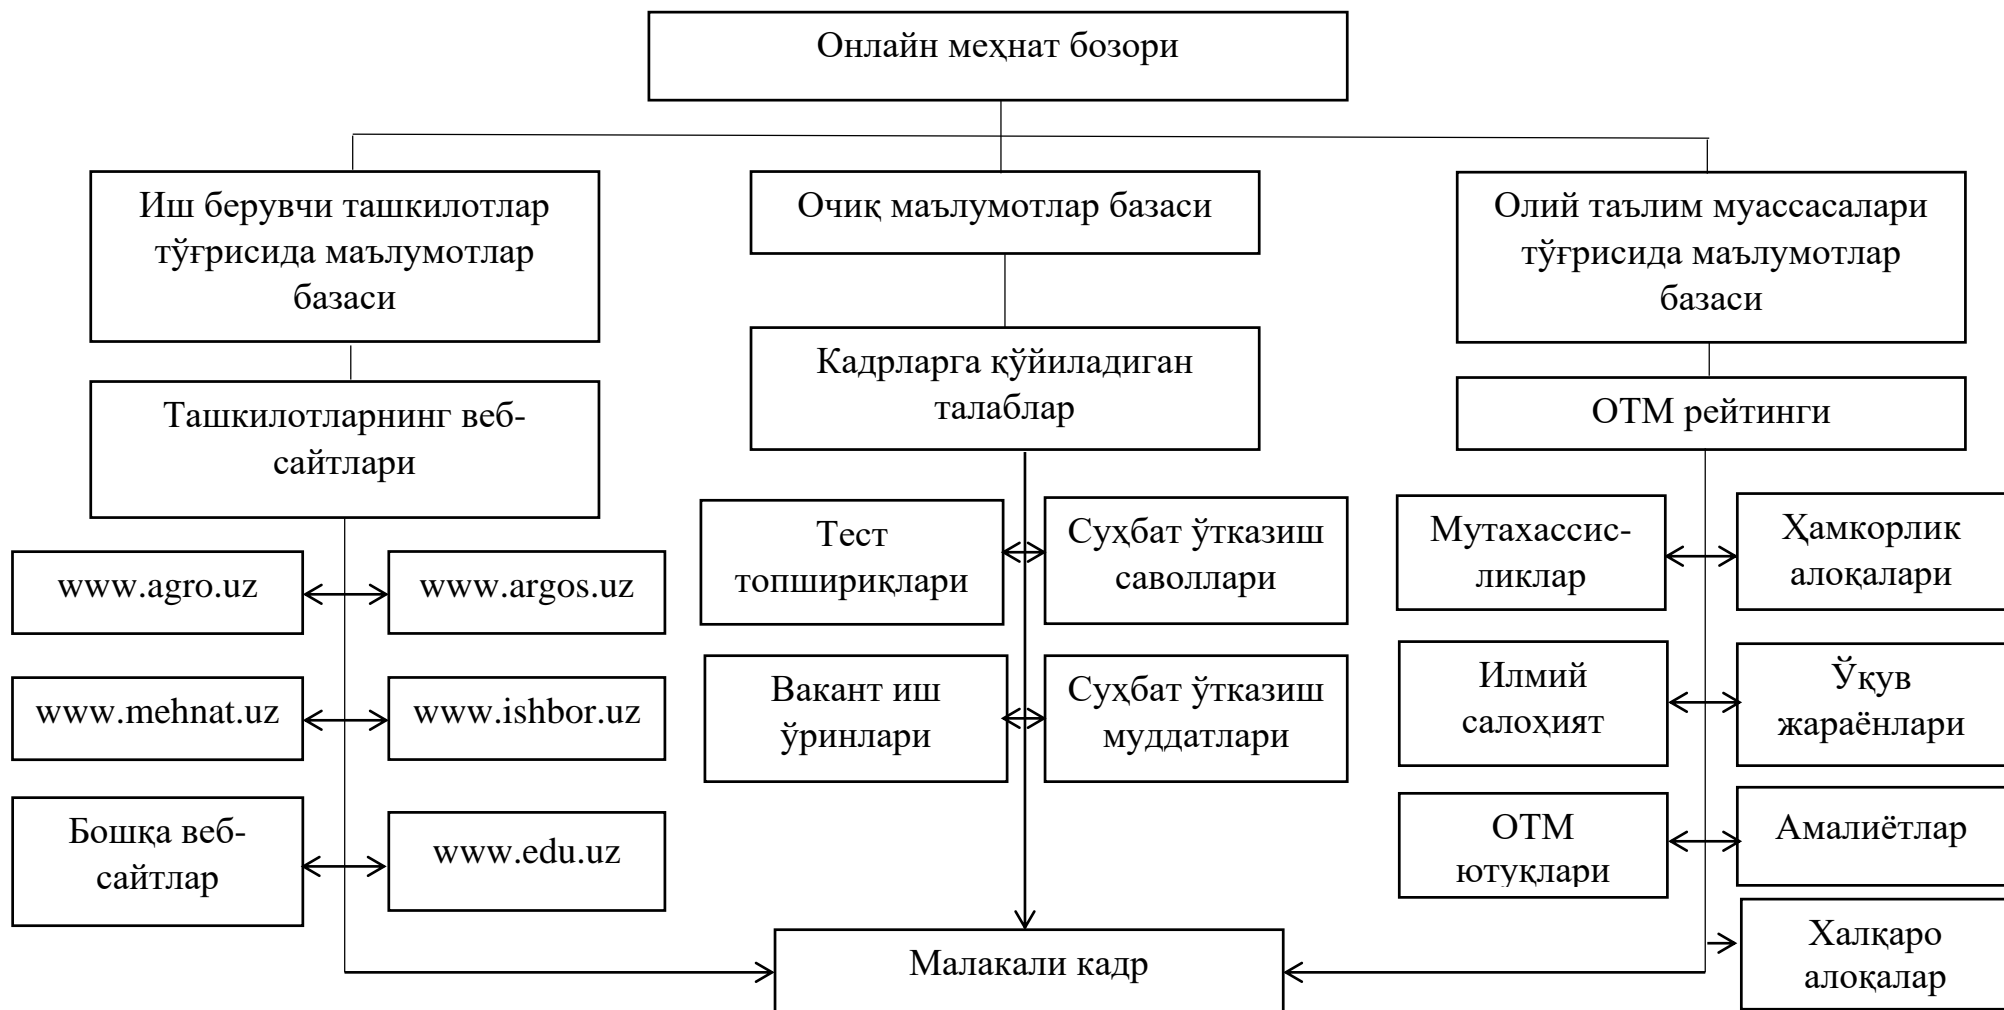 Онлайн меҳнат бозори
Иш берувчи ташкилотлар
тўғрисида маълумотлар
базаси
Очиқ маълумотлар базаси
Олий таълим муассасалари
тўғрисида маълумотлар
базаси
Ташкилотларнинг веб-
сайтлари
Кадрларга қўйиладиган
талаблар
ОТМ рейтинги
www.agro.uz
www.argos.uz
www.mehnat.uz
www.ishbor.uz
Бошқа веб-
сайтлар
www.edu.uz
Тест
топшириқлари
Суҳбат ўтказиш
саволлари
Вакант иш
ўринлари
Суҳбат ўтказиш
муддатлари
Мутахассис-
ликлар
Ҳамкорлик
алоқалари
Илмий
салоҳият
Ўқув
жараёнлари
ОТМ
ютуқлари
Амалиётлар
Халқаро
алоқалар
Малакали кадр